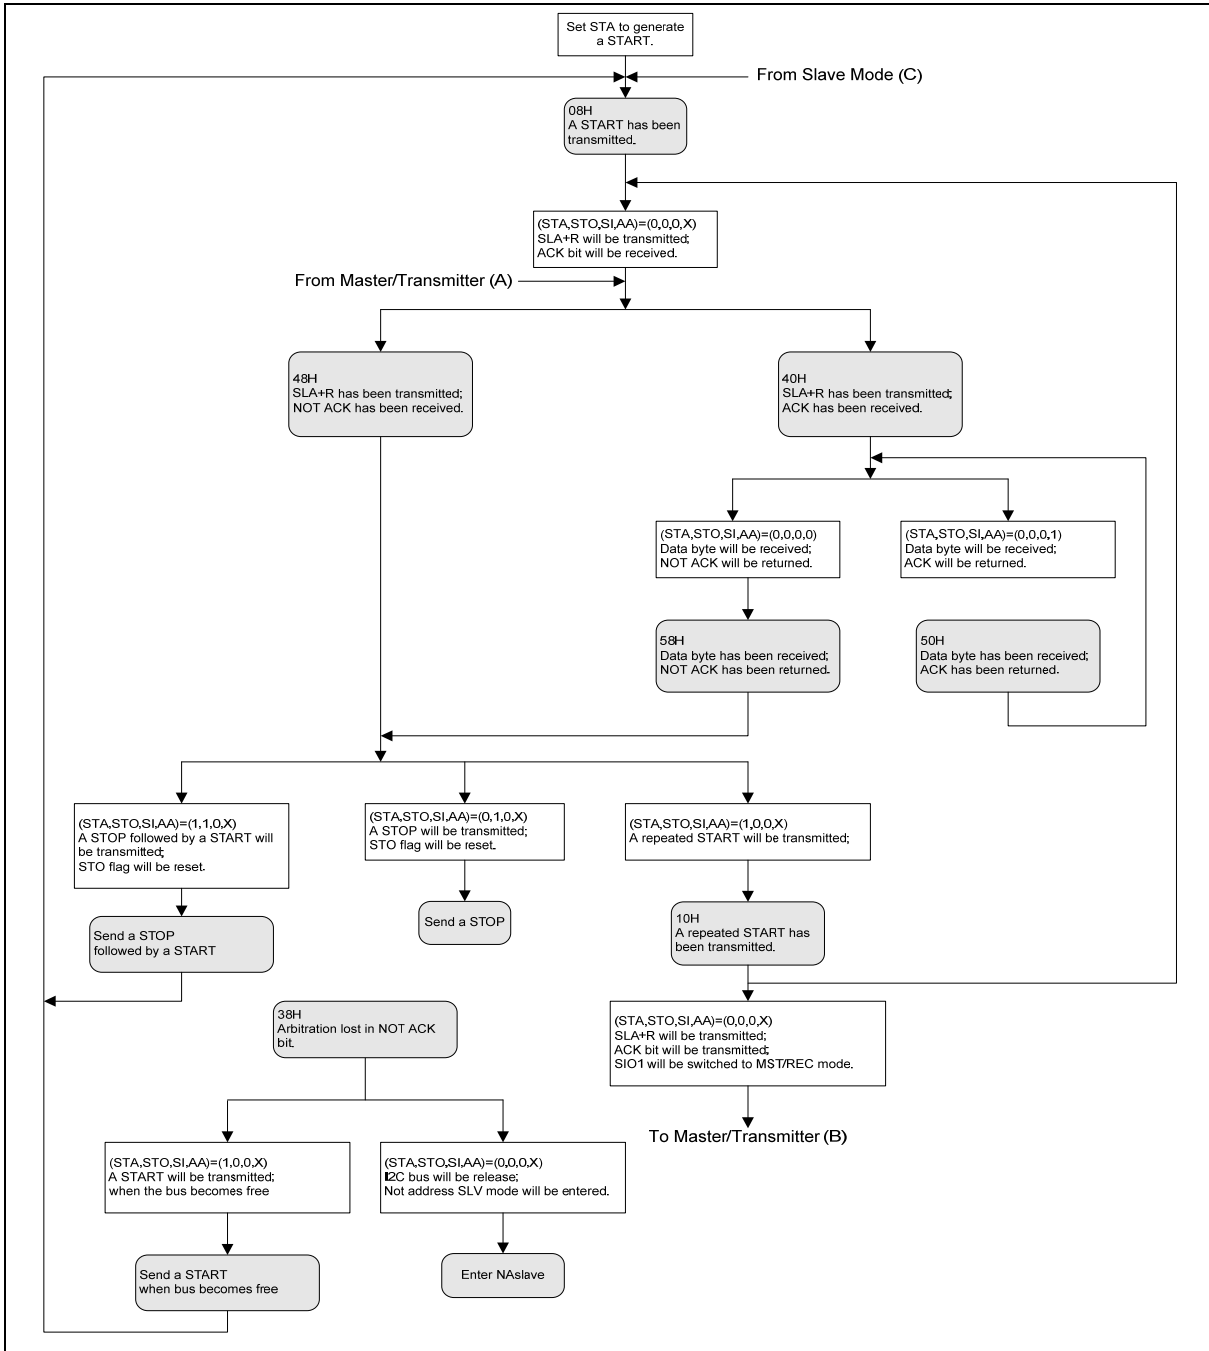 Set STA to generate
a START.
From Slave Mode (C)
08H
A START has been
transmitted.
(STA,STO,SI,AA)=(0,0,0,X)
SLA+R will be transmitted;
ACK bit will be received.
From Master/Transmitter (A)
48H
SLA+R has been transmitted;
NOT ACK has been received.
40H
SLA+R has been transmitted;
ACK has been received.
(STA,STO,SI,AA)=(0,0,0,0)
Data byte will be received;
NOT ACK will be returned.
(STA,STO,SI,AA)=(0,0,0,1)
Data byte will be received;
ACK will be returned.
58H
Data byte has been received;
NOT ACK has been returned.
50H
Data byte has been received;
ACK has been returned.
(STA,STO,SI,AA)=(1,1,0,X)
A STOP followed by a START will
be transmitted;
STO flag will be reset.
(STA,STO,SI,AA)=(0,1,0,X)
A STOP will be transmitted;
STO flag will be reset.
(STA,STO,SI,AA)=(1,0,0,X)
A repeated START will be transmitted;
Send a STOP
followed by a START
Send a STOP
10H
A repeated START has
been transmitted.
38H
Arbitration lost in NOT ACK
bit.
(STA,STO,SI,AA)=(0,0,0,X)
SLA+R will be transmitted;
ACK bit will be transmitted;
SIO1 will be switched to MST/REC mode.
To Master/Transmitter (B)
(STA,STO,SI,AA)=(1,0,0,X)
A START will be transmitted;
when the bus becomes free
(STA,STO,SI,AA)=(0,0,0,X)
I2C bus will be release;
Not address SLV mode will be entered.
Send a START
when bus becomes free
Enter NAslave